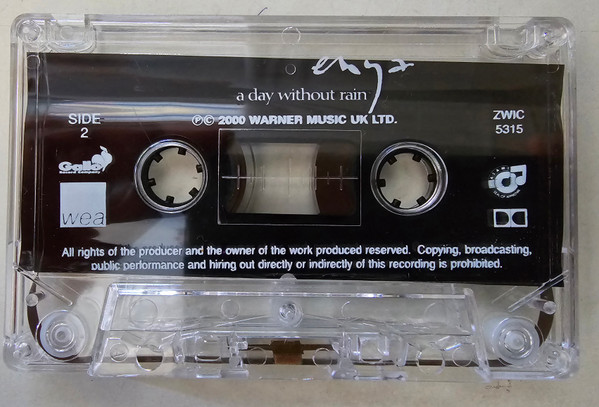 enya
a day without rain
SIDE
2
℗© 2000 WARNER MUSIC UK LTD.
ZWIC
5315
Gallo
wea
All rights of the producer and the owner of the work produced reserved. Copying, broadcasting,
public performance and hiring out directly or indirectly of this recording is prohibited.